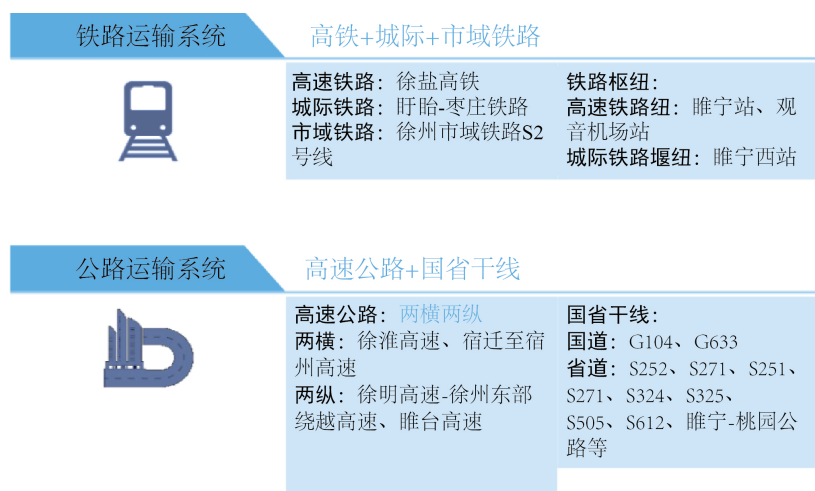 铁路运输系统
高铁+城际+市域铁路
高速铁路：徐盐高铁
城际铁路：盱眙-枣庄铁路
市域铁路：徐州市域铁路S2
号线
铁路枢纽：
高速铁路纽：睢宁站、观
音机场站
城际铁路堰纽：睢宁西站
公路运输系统
高速公路+国省干线
高速公路：两横两纵
两横：徐淮高速、宿迁至宿
州高速
两纵：徐明高速-徐州东部
绕越高速、睢台高速
国省干线：
国道：G104、G633
省道：S252、S271、S251、
S271、S324、S325、
S505、S612、睢宁-桃园公
路等